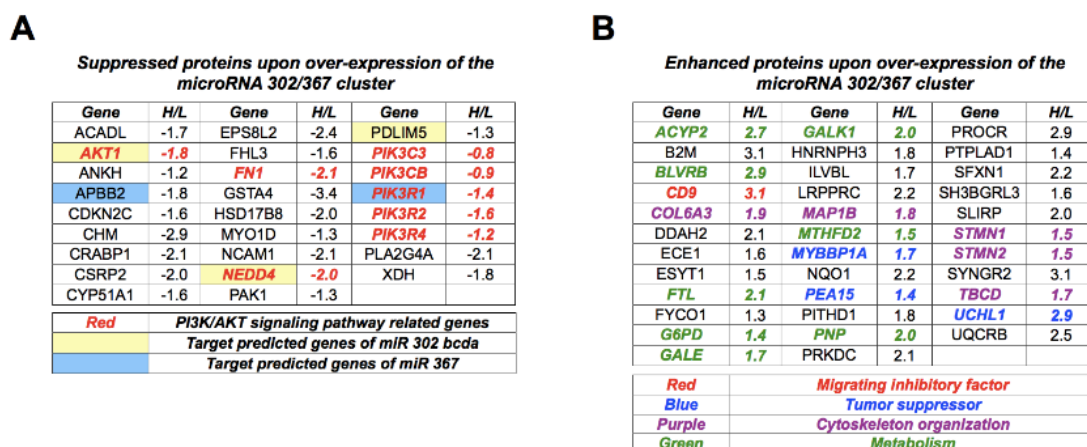 A
Suppressed proteins upon over-expression of the
microRNA 302/367 cluster
Gene H/L Gene H/L Gene H/L
ACADL -1.7 EPS8L2 -2.4 PDLIM5 -1.3
AKT1 -1.8 FHL3 -1.6 PIK3C3 -0.8
ANKH -1.2 FN1 -2.1 PIK3CB -0.9
APBB2 -1.8 GSTA4 -3.4 PIK3R1 -1.4
CDKN2C -1.6 HSD17B8 -2.0 PIK3R2 -1.6
CHM -2.9 MYO1D -1.3 PIK3R4 -1.2
CRABP1 -2.1 NCAM1 -2.1 PLA2G4A -2.1
CSRP2 -2.0 NEDD4 -2.0 XDH -1.8
CYP51A1 -1.6 PAK1 -1.3
Red PI3K/AKT signaling pathway related genes
Target predicted genes of miR 302 bcda
Target predicted genes of miR 367
B
Enhanced proteins upon over-expression of the
microRNA 302/367 cluster
Gene H/L Gene H/L Gene H/L
ACYP2 2.7 GALK1 2.0 PROCR 2.9
B2M 3.1 HNRNPH3 1.8 PTPLAD1 1.4
BLVRB 2.9 ILVBL 1.7 SFXN1 2.2
CD9 3.1 LRPPRC 2.2 SH3BGRL3 1.6
COL6A3 1.9 MAP1B 1.8 SLIRP 2.0
DDAH2 2.1 MTHFD2 1.5 STMN1 1.5
ECE1 1.6 MYBBP1A 1.7 STMN2 1.5
ESYT1 1.5 NQO1 2.2 SYNGR2 3.1
FTL 2.1 PEA15 1.4 TBCD 1.7
FYCO1 1.3 PITHD1 1.8 UCHL1 2.9
G6PD 1.4 PNP 2.0 UQCRB 2.5
GALE 1.7 PRKDC 2.1
Red Migrating inhibitory factor
Blue Tumor suppressor
Purple Cytoskeleton organization
Green Metabolism